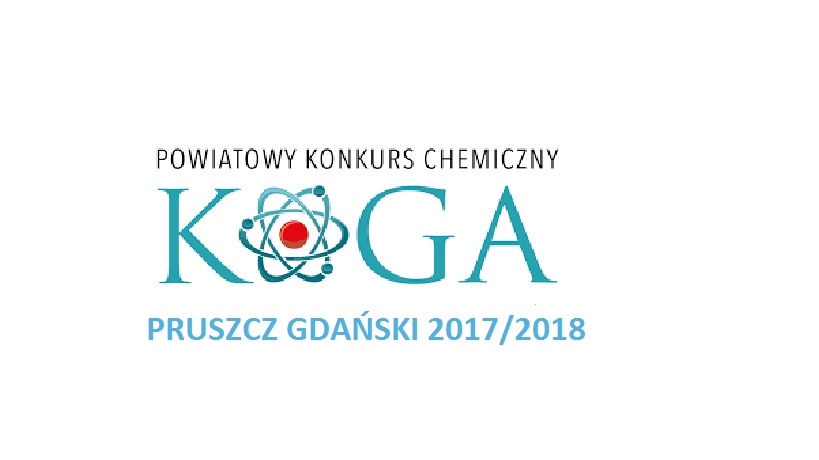 POWIATOWY KONKURS CHEMICZNY
KOGA
PRUSZCZ GDAŃSKI 2017/2018